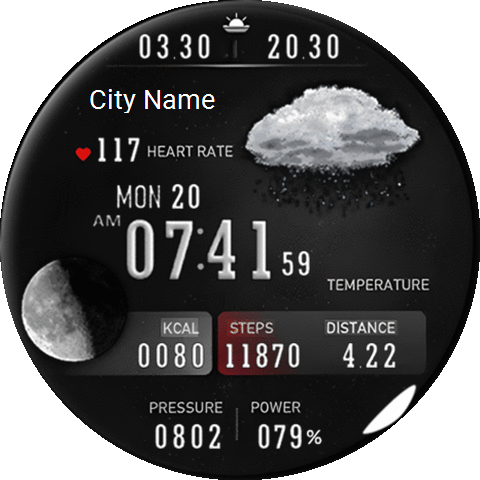 03.30 20.30
City Name
117 HEART RATE
MON 20
AM
07:41 59
TEMPERATURE
KCAL STEPS DISTANCE
0080 11870 4.22
PRESSURE POWER
0802 079%